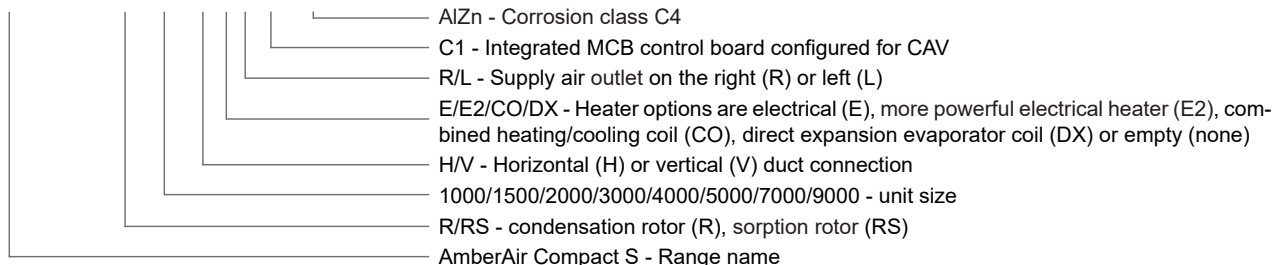 AlZn - Corrosion class C4
C1 - Integrated MCB control board configured for CAV
R/L - Supply air outlet on the right (R) or left (L)
E/E2/CO/DX - Heater options are electrical (E), more powerful electrical heater (E2), com-
bined heating/cooling coil (CO), direct expansion evaporator coil (DX) or empty (none)
H/V - Horizontal (H) or vertical (V) duct connection
1000/1500/2000/3000/4000/5000/7000/9000 - unit size
R/RS - condensation rotor (R), sorption rotor (RS)
AmberAir Compact S - Range name